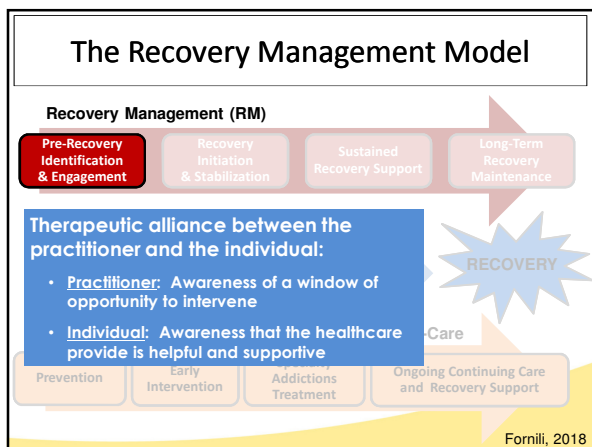 The Recovery Management Model
Recovery Management (RM)
Pre-Recovery
Identification
& Engagement
Recovery
Initiation
& Stabilization
Sustained
Recovery Support
Long-Term
Recovery
Maintenance
Therapeutic alliance between the
practitioner and the individual:
• Practitioner: Awareness of a window of
opportunity to intervene
• Individual: Awareness that the healthcare
provide is helpful and supportive
RECOVERY
-Care
Prevention
Early
Intervention
Specialty
Addictions
Treatment
Ongoing Continuing Care
and Recovery Support
Fornili, 2018